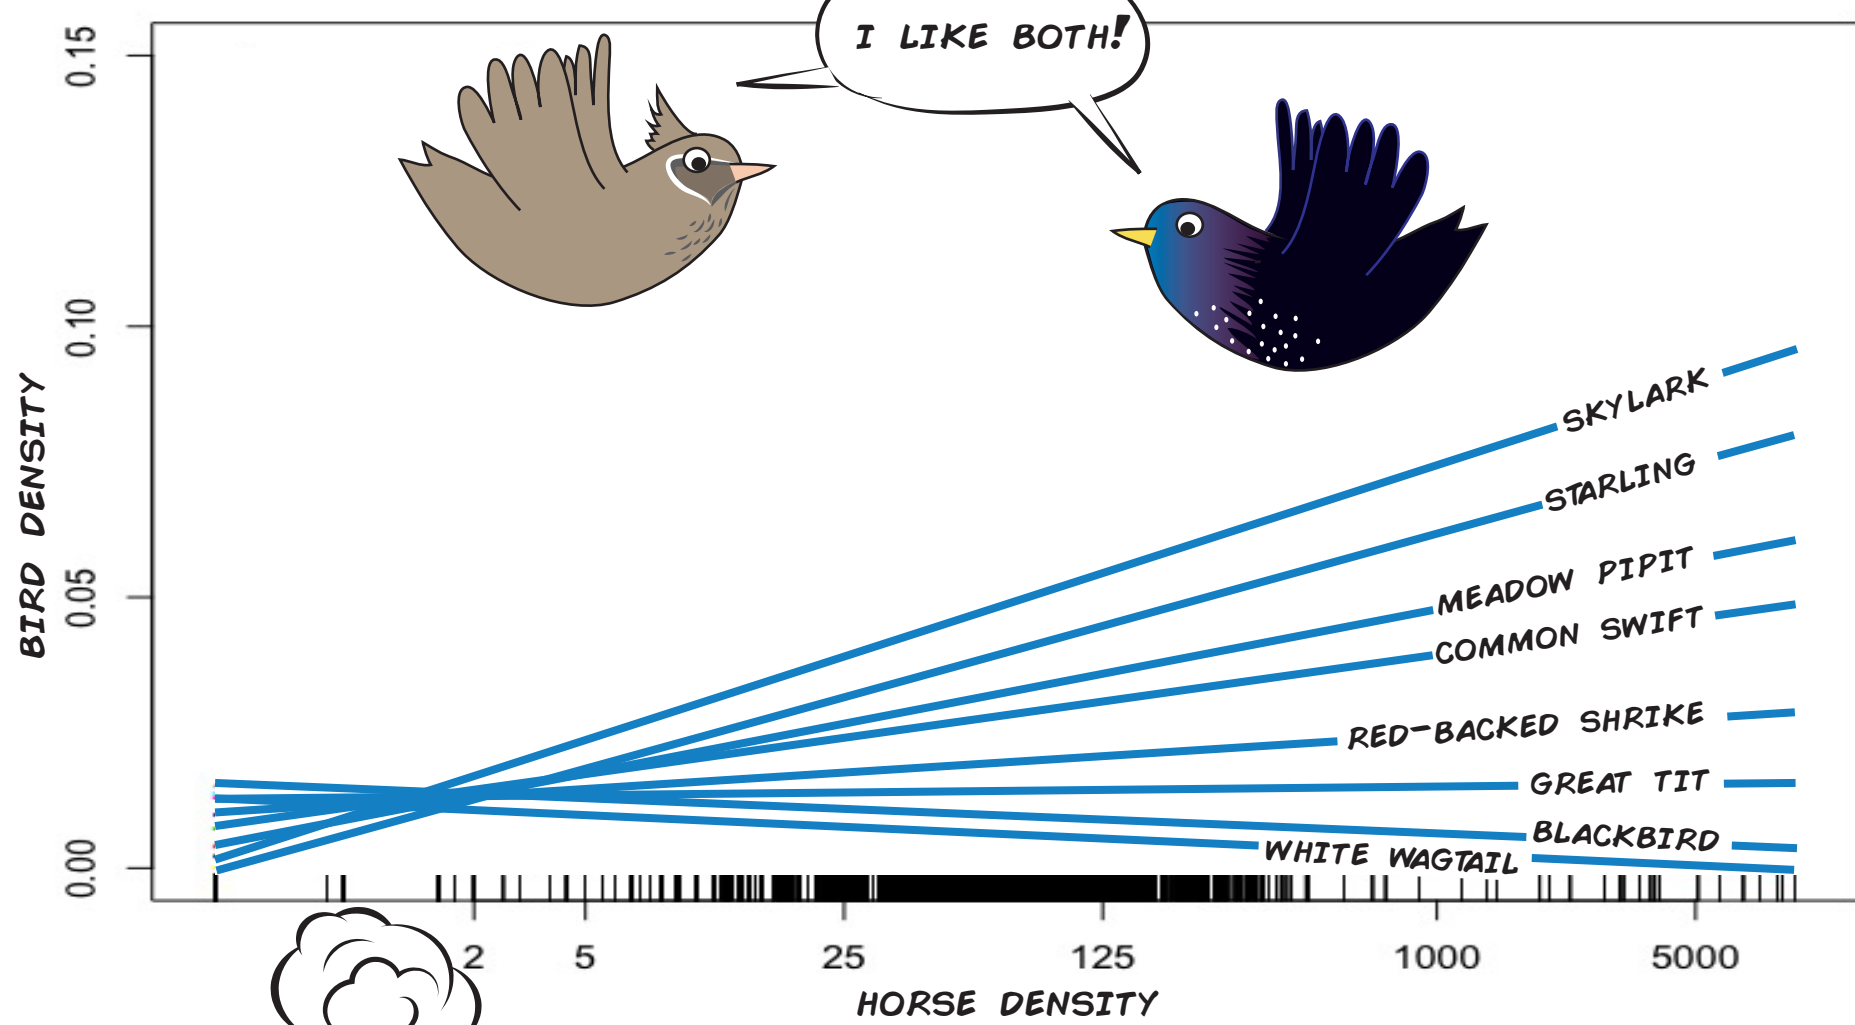 I LIKE BOTH!
0.15
0.10
0.05
0.00
BIRD DENSITY
SKYLARK
STARLING
MEADOW PIPIT
COMMON SWIFT
RED-BACKED SHRIKE
GREAT TIT
BLACKBIRD
WHITE WAGTAIL
2 5 25 125 1000 5000
HORSE DENSITY